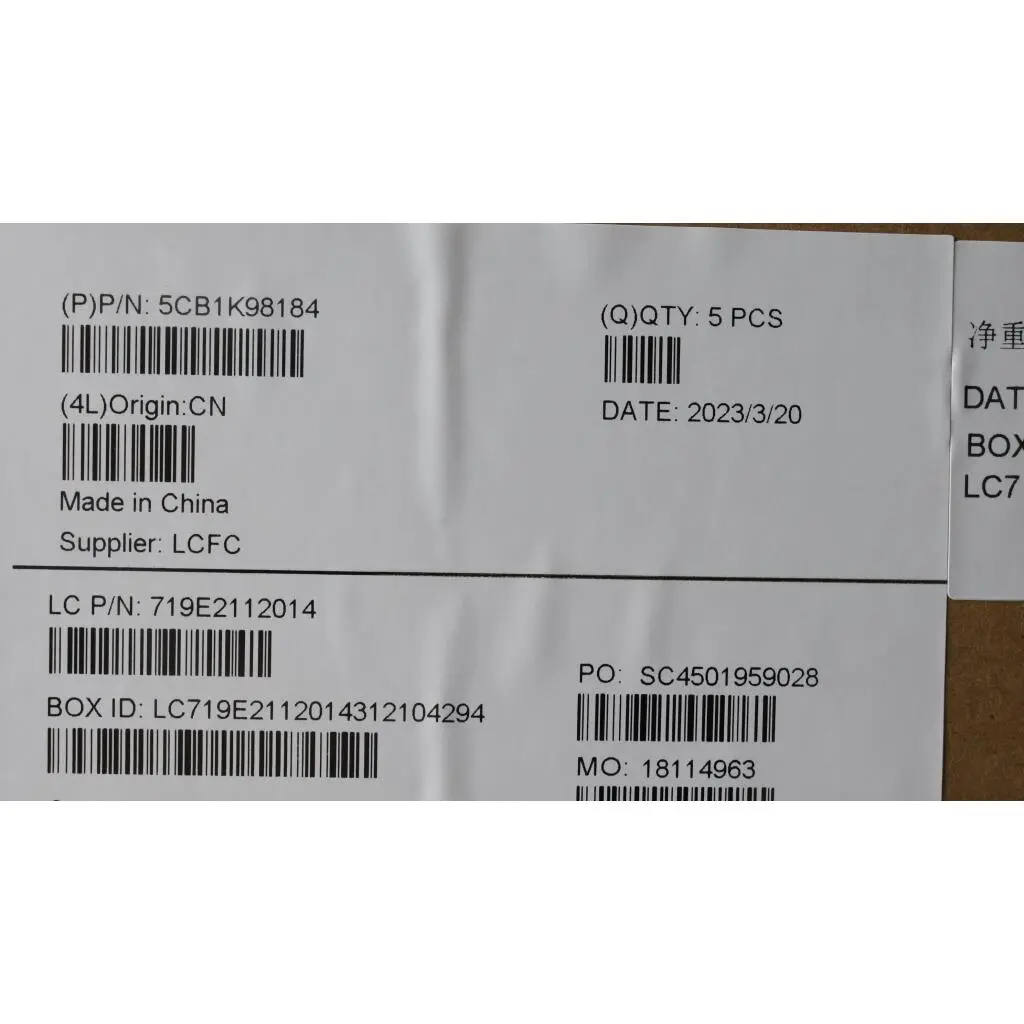 (P)P/N: 5CB1K98184
(4L)Origin:CN
Made in China
Supplier: LCFC
(Q)QTY: 5 PCS
DATE: 2023/3/20
LC P/N: 719E2112014
BOX ID: LC719E2112014312104294
PO: SC4501959028
MO: 18114963
净重
DAT
BOX
LC7